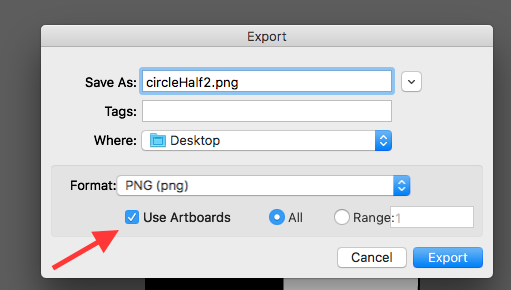 Export
Save As: circleHalf2.png
Tags:
Where: Desktop
Format: PNG (png)
Use Artboards All Range: 1
Cancel Export